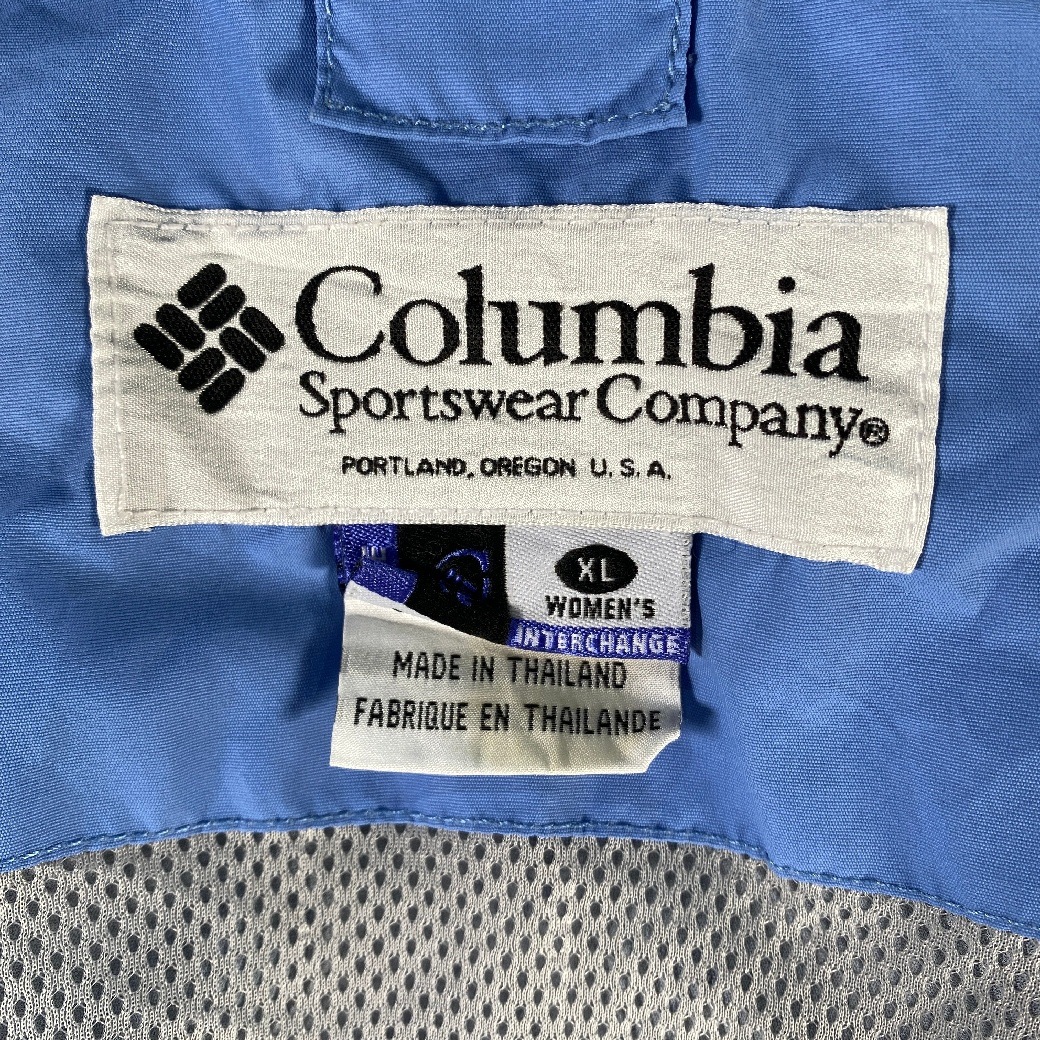 Columbia
Sportswear Company®
PORTLAND, OREGON U.S.A.
XL
WOMEN'S
INTERCHANGE
MADE IN THAILAND
FABRIQUE EN THAILANDE